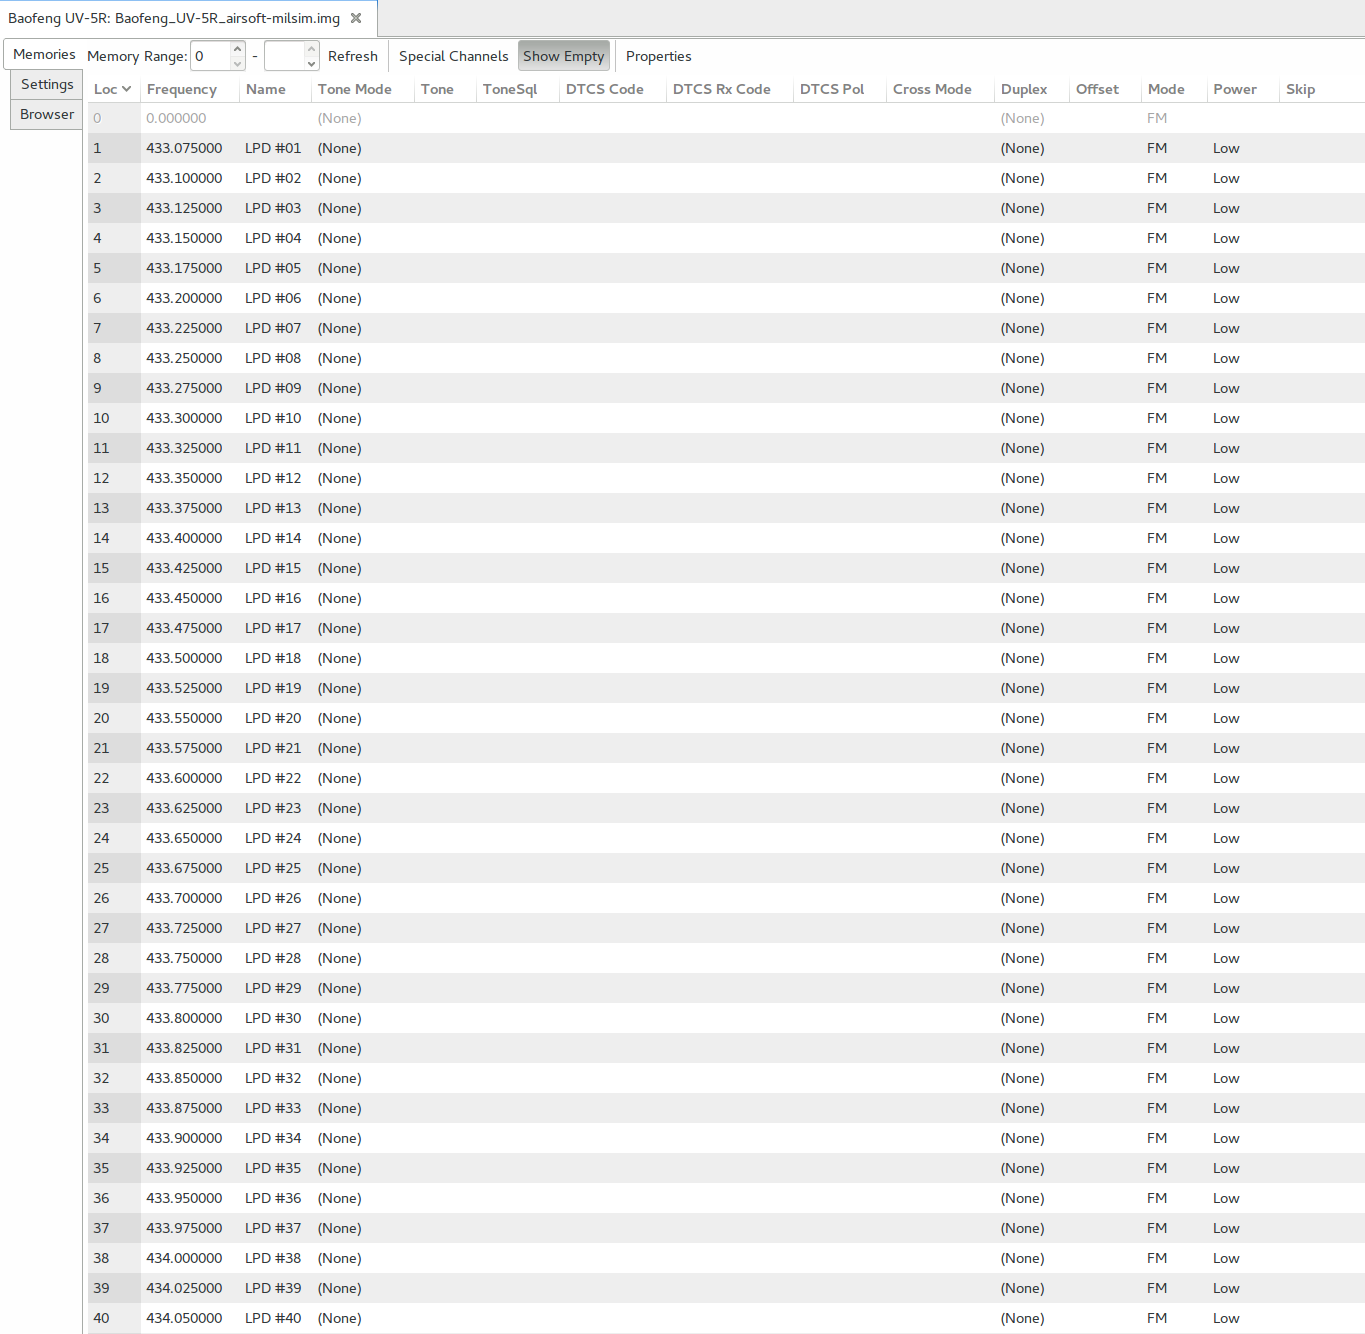 Baofeng UV-5R: Baofeng_UV-5R_airsoft-milsim.img
Memories Memory Range: 0 - Refresh Special Channels Show Empty Properties
Settings
Browser
Loc Frequency Name Tone Mode Tone ToneSql DTCS Code DTCS Rx Code DTCS Pol Cross Mode Duplex Offset Mode Power Skip
0 0.000000 (None) (None) FM
1 433.075000 LPD #01 (None) (None) FM Low
2 433.100000 LPD #02 (None) (None) FM Low
3 433.125000 LPD #03 (None) (None) FM Low
4 433.150000 LPD #04 (None) (None) FM Low
5 433.175000 LPD #05 (None) (None) FM Low
6 433.200000 LPD #06 (None) (None) FM Low
7 433.225000 LPD #07 (None) (None) FM Low
8 433.250000 LPD #08 (None) (None) FM Low
9 433.275000 LPD #09 (None) (None) FM Low
10 433.300000 LPD #10 (None) (None) FM Low
11 433.325000 LPD #11 (None) (None) FM Low
12 433.350000 LPD #12 (None) (None) FM Low
13 433.375000 LPD #13 (None) (None) FM Low
14 433.400000 LPD #14 (None) (None) FM Low
15 433.425000 LPD #15 (None) (None) FM Low
16 433.450000 LPD #16 (None) (None) FM Low
17 433.475000 LPD #17 (None) (None) FM Low
18 433.500000 LPD #18 (None) (None) FM Low
19 433.525000 LPD #19 (None) (None) FM Low
20 433.550000 LPD #20 (None) (None) FM Low
21 433.575000 LPD #21 (None) (None) FM Low
22 433.600000 LPD #22 (None) (None) FM Low
23 433.625000 LPD #23 (None) (None) FM Low
24 433.650000 LPD #24 (None) (None) FM Low
25 433.675000 LPD #25 (None) (None) FM Low
26 433.700000 LPD #26 (None) (None) FM Low
27 433.725000 LPD #27 (None) (None) FM Low
28 433.750000 LPD #28 (None) (None) FM Low
29 433.775000 LPD #29 (None) (None) FM Low
30 433.800000 LPD #30 (None) (None) FM Low
31 433.825000 LPD #31 (None) (None) FM Low
32 433.850000 LPD #32 (None) (None) FM Low
33 433.875000 LPD #33 (None) (None) FM Low
34 433.900000 LPD #34 (None) (None) FM Low
35 433.925000 LPD #35 (None) (None) FM Low
36 433.950000 LPD #36 (None) (None) FM Low
37 433.975000 LPD #37 (None) (None) FM Low
38 434.000000 LPD #38 (None) (None) FM Low
39 434.025000 LPD #39 (None) (None) FM Low
40 434.050000 LPD #40 (None) (None) FM Low